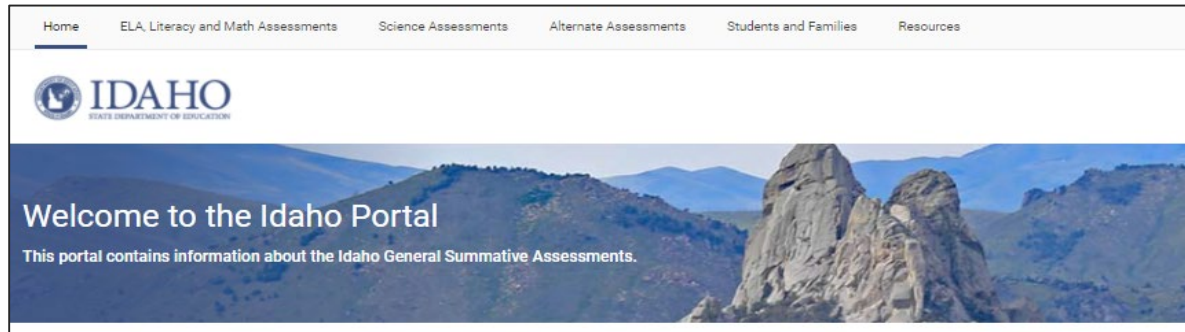 Home ELA, Literacy and Math Assessments Science Assessments Alternate Assessments Students and Families Resources
IDAHO
STATE DEPARTMENT OF EDUCATION
Welcome to the Idaho Portal
This portal contains information about the Idaho General Summative Assessments.